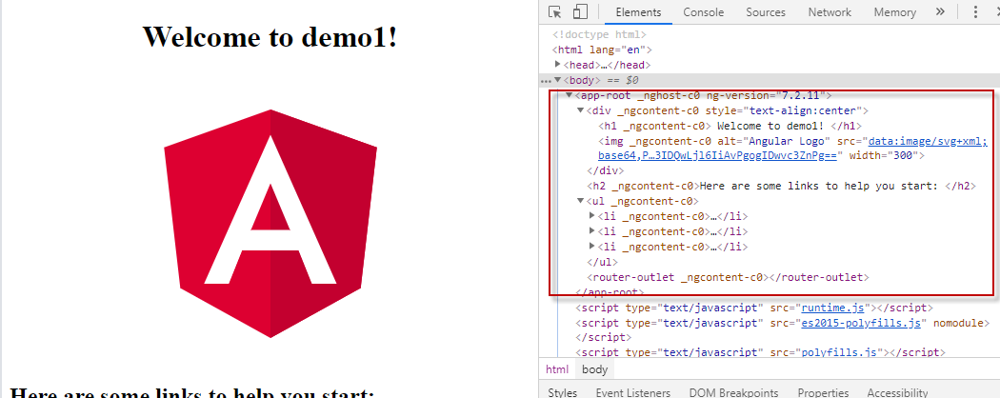 Welcome to demo1!
A
Here are some links to help you start:
Elements Console Sources Network Memory »
<!doctype html>
<html lang="en">
<head>…</head>
…<body> == $0
<app-root _nghost-c0 ng-version="7.2.11">
<div _ngcontent-c0 style="text-align:center">
<h1 _ngcontent-c0> Welcome to demo1! </h1>
<img _ngcontent-c0 alt="Angular Logo" src="data:image/svg+xml;
base64,P…3IDQwLjl6IiAvPgogIDwvc3ZnPg==" width="300">
</div>
<h2 _ngcontent-c0>Here are some links to help you start: </h2>
<ul _ngcontent-c0>
<li _ngcontent-c0>…</li>
<li _ngcontent-c0>…</li>
<li _ngcontent-c0>…</li>
</ul>
<router-outlet _ngcontent-c0></router-outlet>
</app-root>
<script type="text/javascript" src="runtime.js"></script>
<script type="text/javascript" src="es2015-polyfills.js" nomodule>
</script>
<script type="text/javascript" src="polyfills.js"></script>
html body
Styles Event Listeners DOM Breakpoints Properties Accessibility